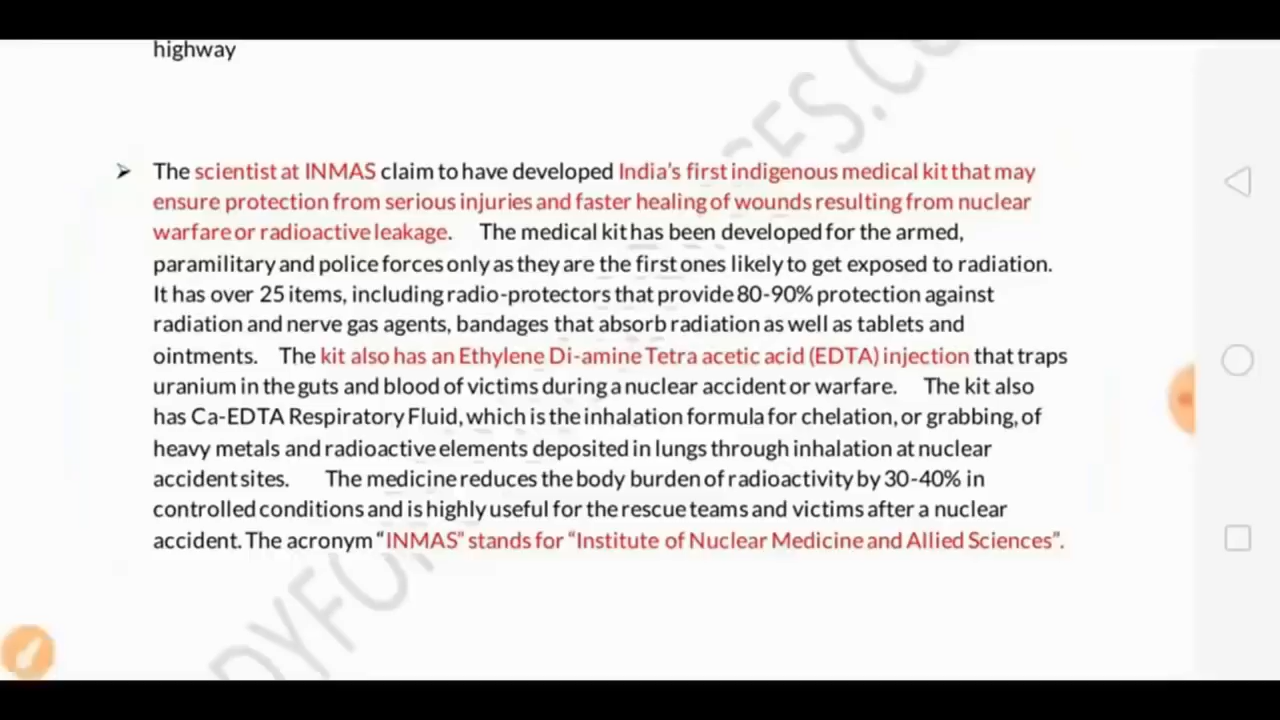 highway
➤ The scientist at INMAS claim to have developed India's first indigenous medical kit that may
ensure protection from serious injuries and faster healing of wounds resulting from nuclear
warfare or radioactive leakage. The medical kit has been developed for the armed,
paramilitary and police forces only as they are the first ones likely to get exposed to radiation.
It has over 25 items, including radio-protectors that provide 80-90% protection against
radiation and nerve gas agents, bandages that absorb radiation as well as tablets and
ointments. The kit also has an Ethylene Di-amine Tetra acetic acid (EDTA) injection that traps
uranium in the guts and blood of victims during a nuclear accident or warfare. The kit also
has Ca-EDTA Respiratory Fluid, which is the inhalation formula for chelation, or grabbing, of
heavy metals and radioactive elements deposited in lungs through inhalation at nuclear
accident sites. The medicine reduces the body burden of radioactivity by 30-40% in
controlled conditions and is highly useful for the rescue teams and victims after a nuclear
accident. The acronym “INMAS” stands for “Institute of Nuclear Medicine and Allied Sciences”.